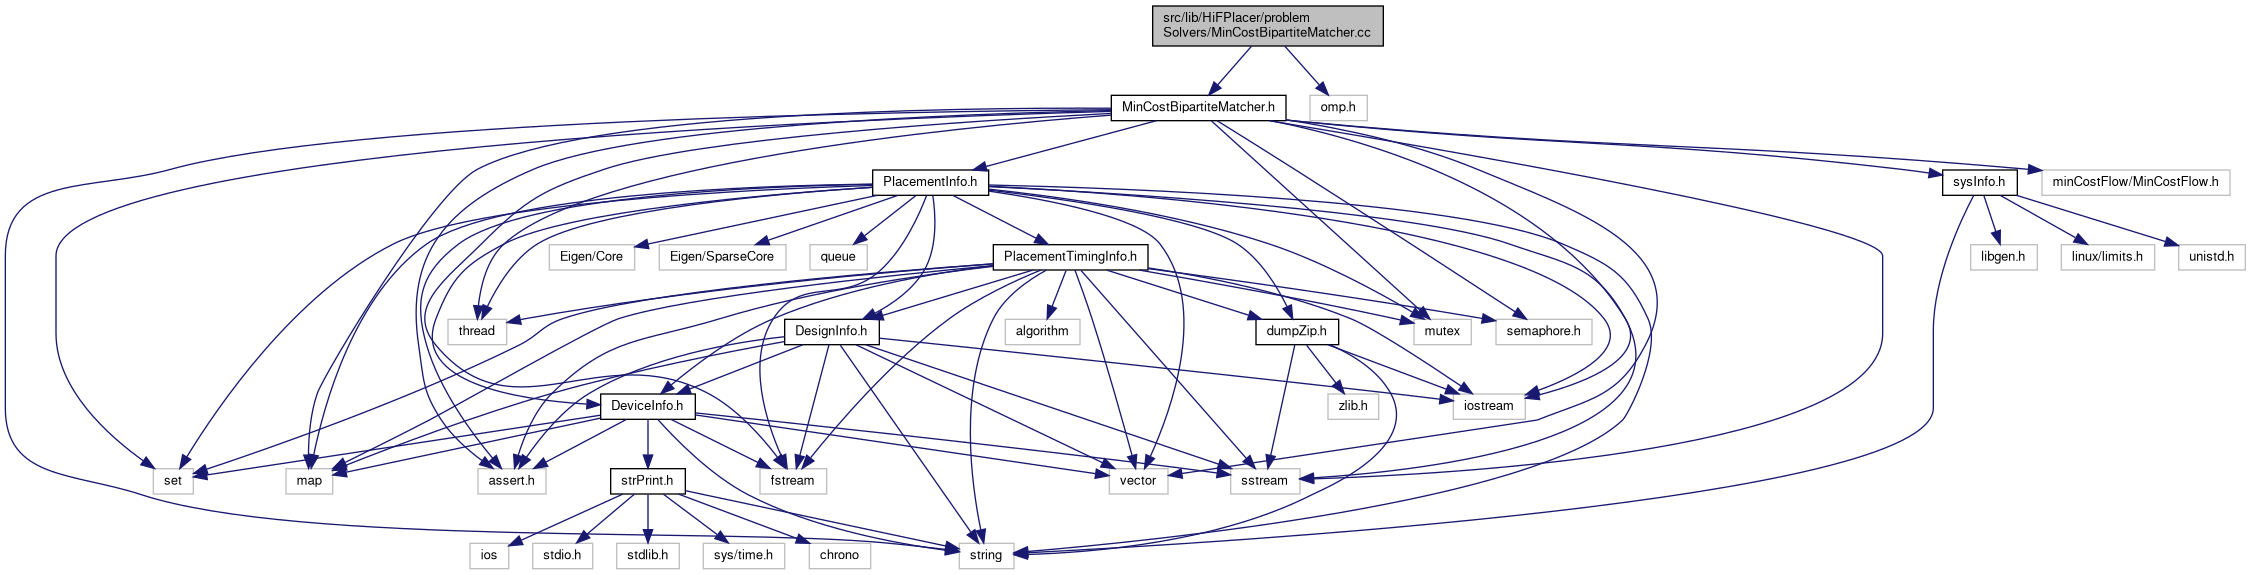 src/lib/HiFPlacer/problem
Solvers/MinCostBipartiteMatcher.cc
MinCostBipartiteMatcher.h
omp.h
PlacementInfo.h
sysInfo.h
minCostFlow/MinCostFlow.h
Eigen/Core
Eigen/SparseCore
queue
PlacementTimingInfo.h
libgen.h
linux/limits.h
unistd.h
thread
DesignInfo.h
algorithm
dumpZip.h
mutex
semaphore.h
DeviceInfo.h
zlib.h
iostream
set
map
assert.h
strPrint.h
fstream
vector
sstream
ios
stdio.h
stdlib.h
sys/time.h
chrono
string